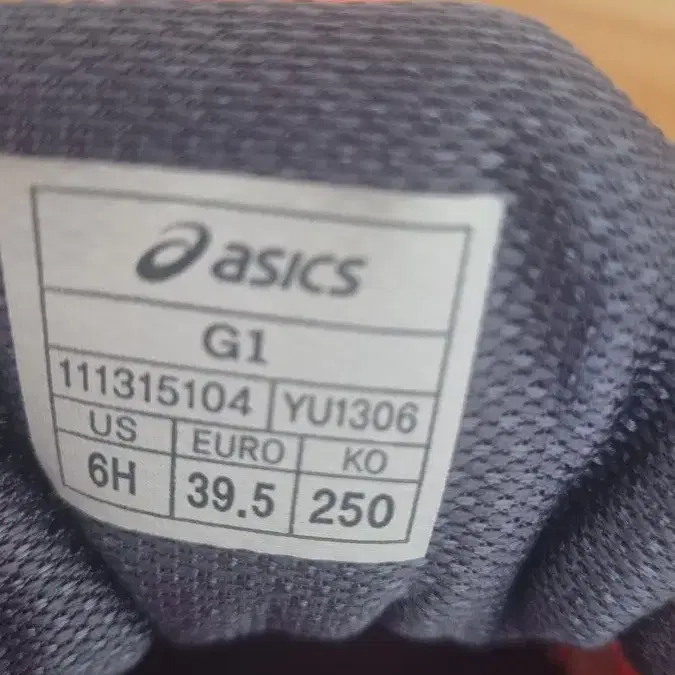 asics
G1
111315104 YU1306
US EURO KO
6H 39.5 250